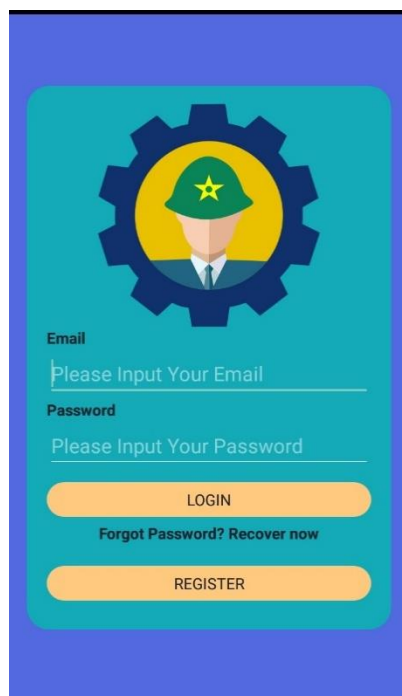 Email
Please Input Your Email
Password
Please Input Your Password
LOGIN
Forgot Password? Recover now
REGISTER